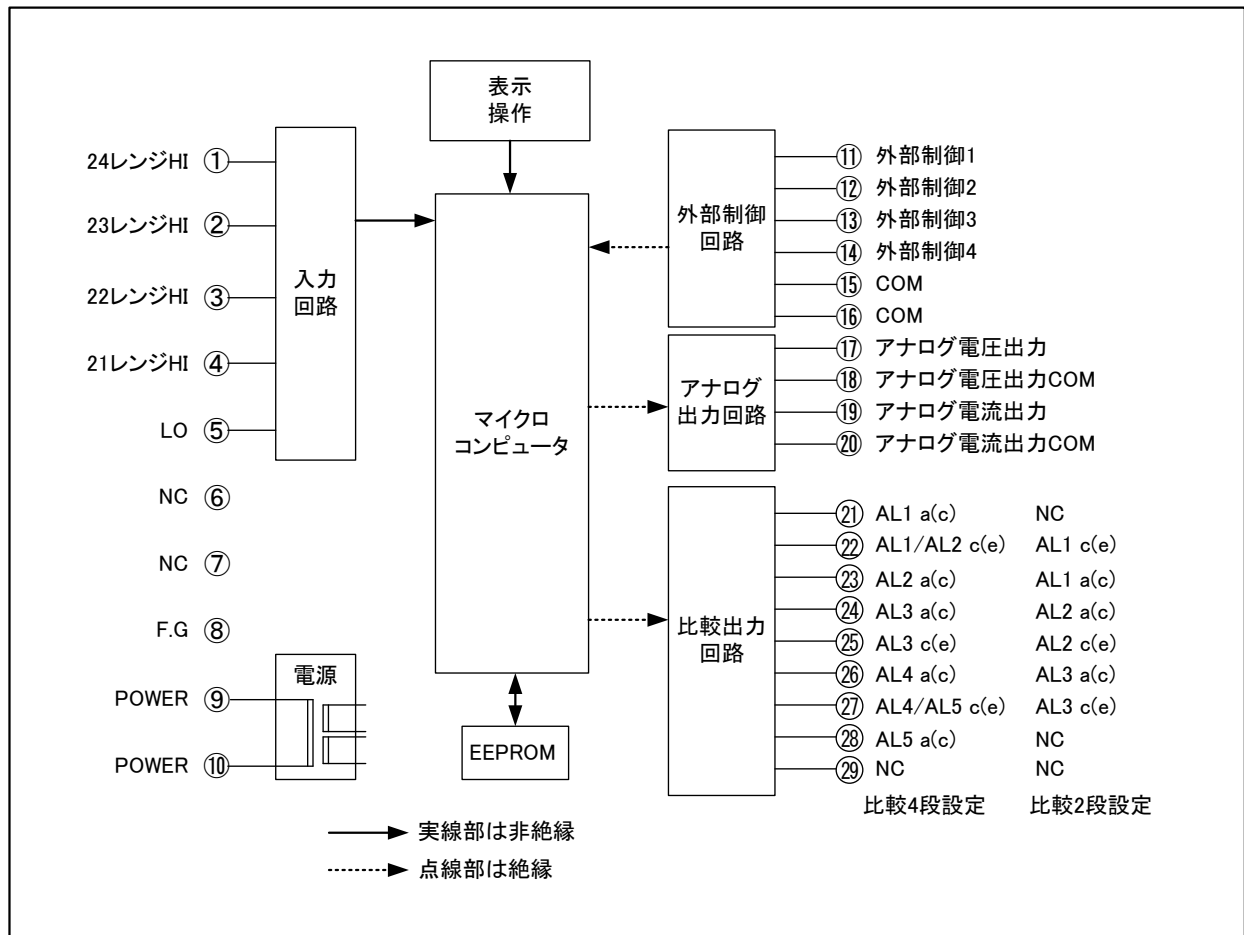 表示
操作
24レンジHI ①
23レンジHI ②
22レンジHI ③
21レンジHI ④
LO ⑤
NC ⑥
NC ⑦
F.G ⑧
POWER ⑨
POWER ⑩
入力
回路
電源
マイクロ
コンピュータ
EEPROM
外部制御
回路
⑪ 外部制御1
⑫ 外部制御2
⑬ 外部制御3
⑭ 外部制御4
⑮ COM
⑯ COM
アナログ
出力回路
⑰ アナログ電圧出力
⑱ アナログ電圧出力COM
⑲ アナログ電流出力
⑳ アナログ電流出力COM
比較出力
回路
㉑ AL1 a(c) NC
㉒ AL1/AL2 c(e) AL1 c(e)
㉓ AL2 a(c) AL1 a(c)
㉔ AL3 a(c) AL2 a(c)
㉕ AL3 c(e) AL2 c(e)
㉖ AL4 a(c) AL3 a(c)
㉗ AL4/AL5 c(e) AL3 c(e)
㉘ AL5 a(c) NC
㉙ NC NC
比較4段設定 比較2段設定
実線部は非絶縁
点線部は絶縁